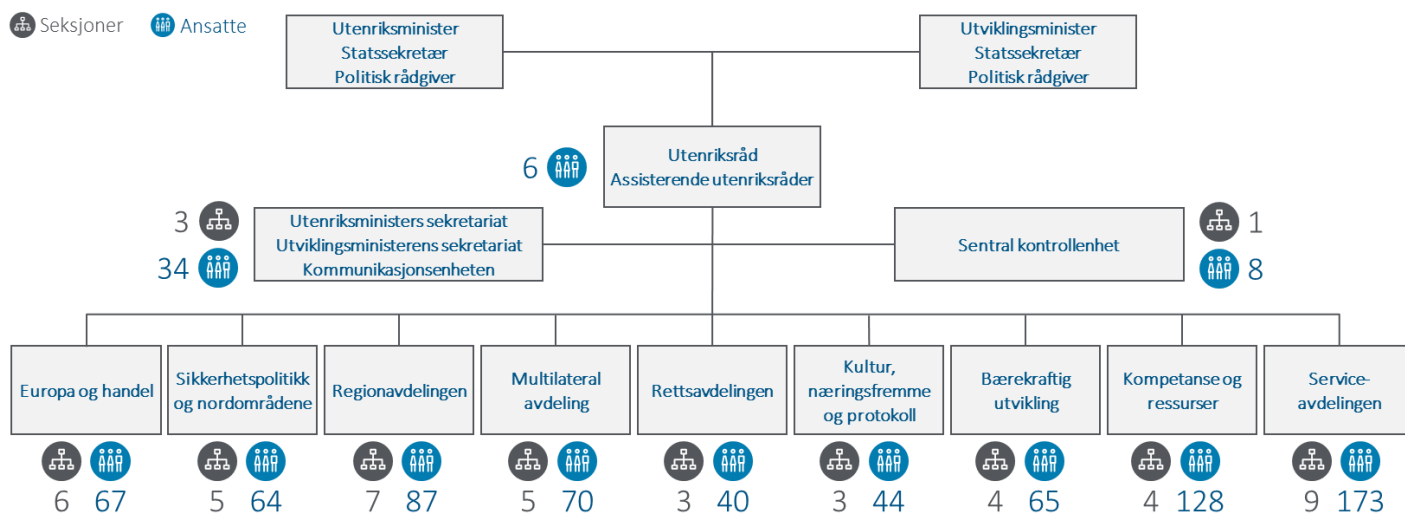 Seksjoner
Ansatte
Utenriksminister
Statssekretær
Politisk rådgiver
Utviklingsminister
Statssekretær
Politisk rådgiver
6
Utenriksråd
Assisterende utenriksråder
3
34
Utenriksministers sekretariat
Utviklingsministerens sekretariat
Kommunikasjonsenheten
Sentral kontrollenhet
1
8
Europa og handel
6 67
Sikkerhetspolitikk
og nordområdene
5 64
Regionavdelingen
7 87
Multilateral
avdeling
5 70
Rettsavdelingen
3 40
Kultur,
næringsfremme
og protokoll
3 44
Bærekraftig
utvikling
4 65
Kompetanse og
ressurser
4 128
Service-
avdelingen
9 173